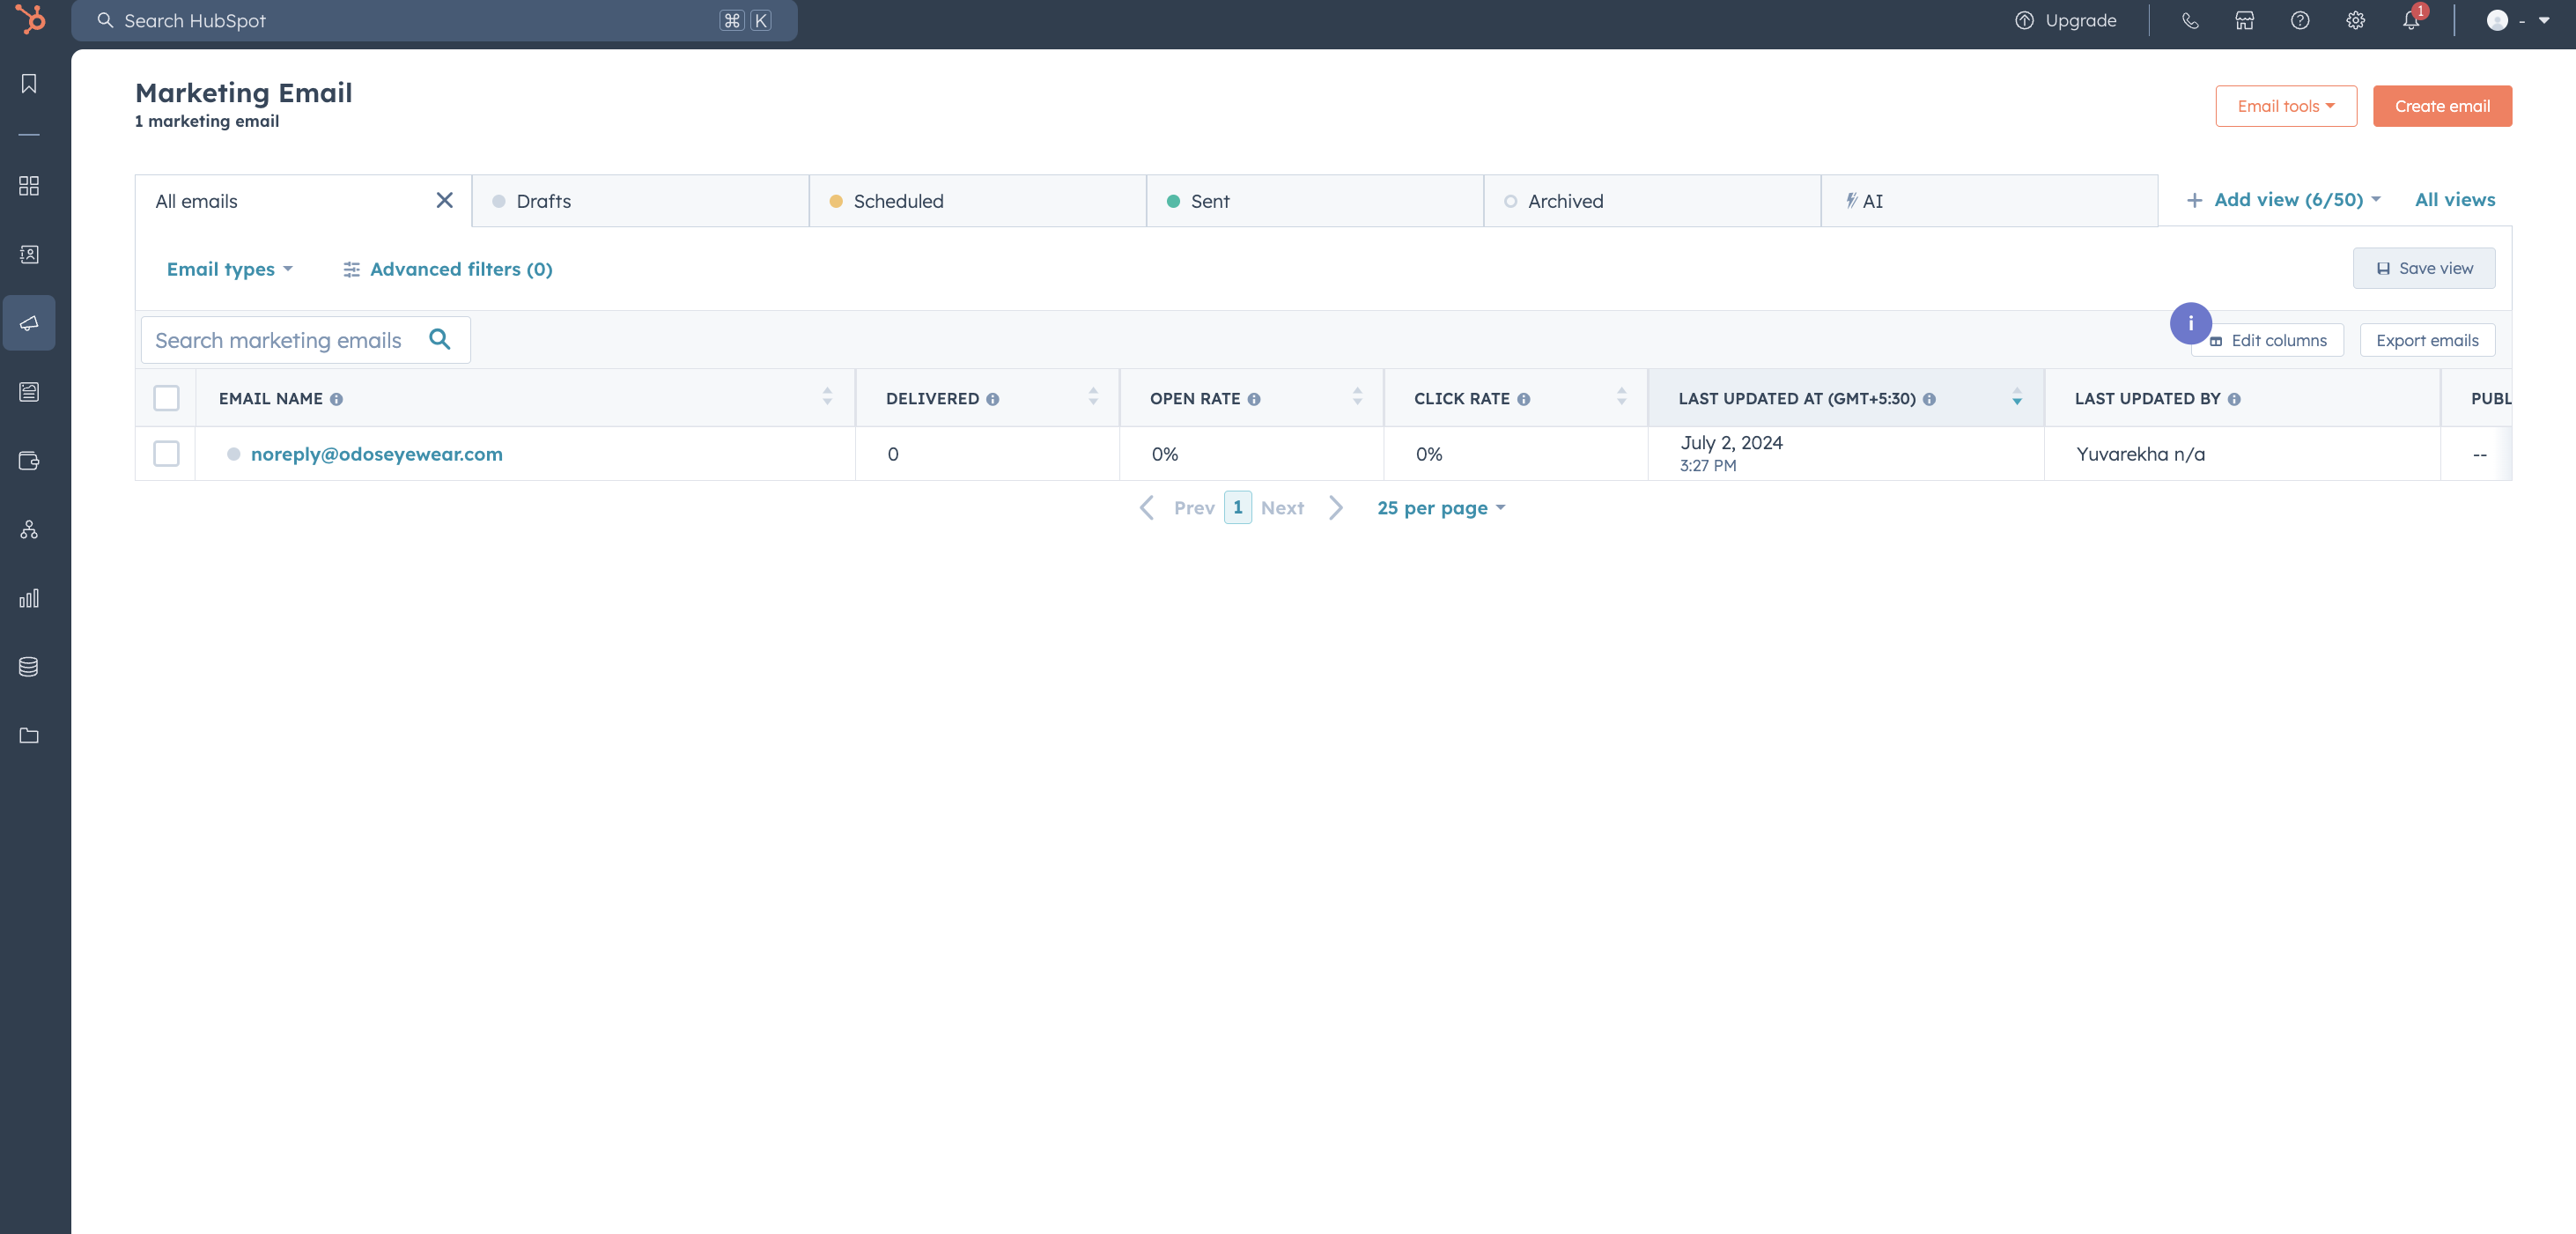 Search HubSpot ⌘ K
Upgrade 1 -
Marketing Email
1 marketing email
Email tools Create email
All emails Drafts Scheduled Sent Archived AI + Add view (6/50) All views
Email types Advanced filters (0) Save view
i
Search marketing emails Edit columns Export emails
EMAIL NAME DELIVERED OPEN RATE CLICK RATE LAST UPDATED AT (GMT+5:30) LAST UPDATED BY PUBL
noreply@odoseyewear.com 0 0% 0% July 2, 2024 Yuvarekha n/a --
3:27 PM
Prev 1 Next 25 per page